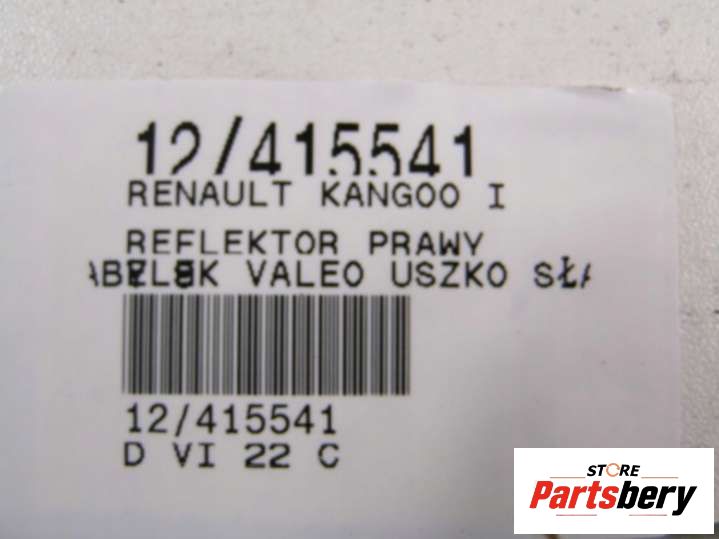 12/415541
RENAULT KANGOO I
REFLEKTOR PRAWY
VALEO USZKO
12/415541
D VI 22 C
STORE
Partsbery